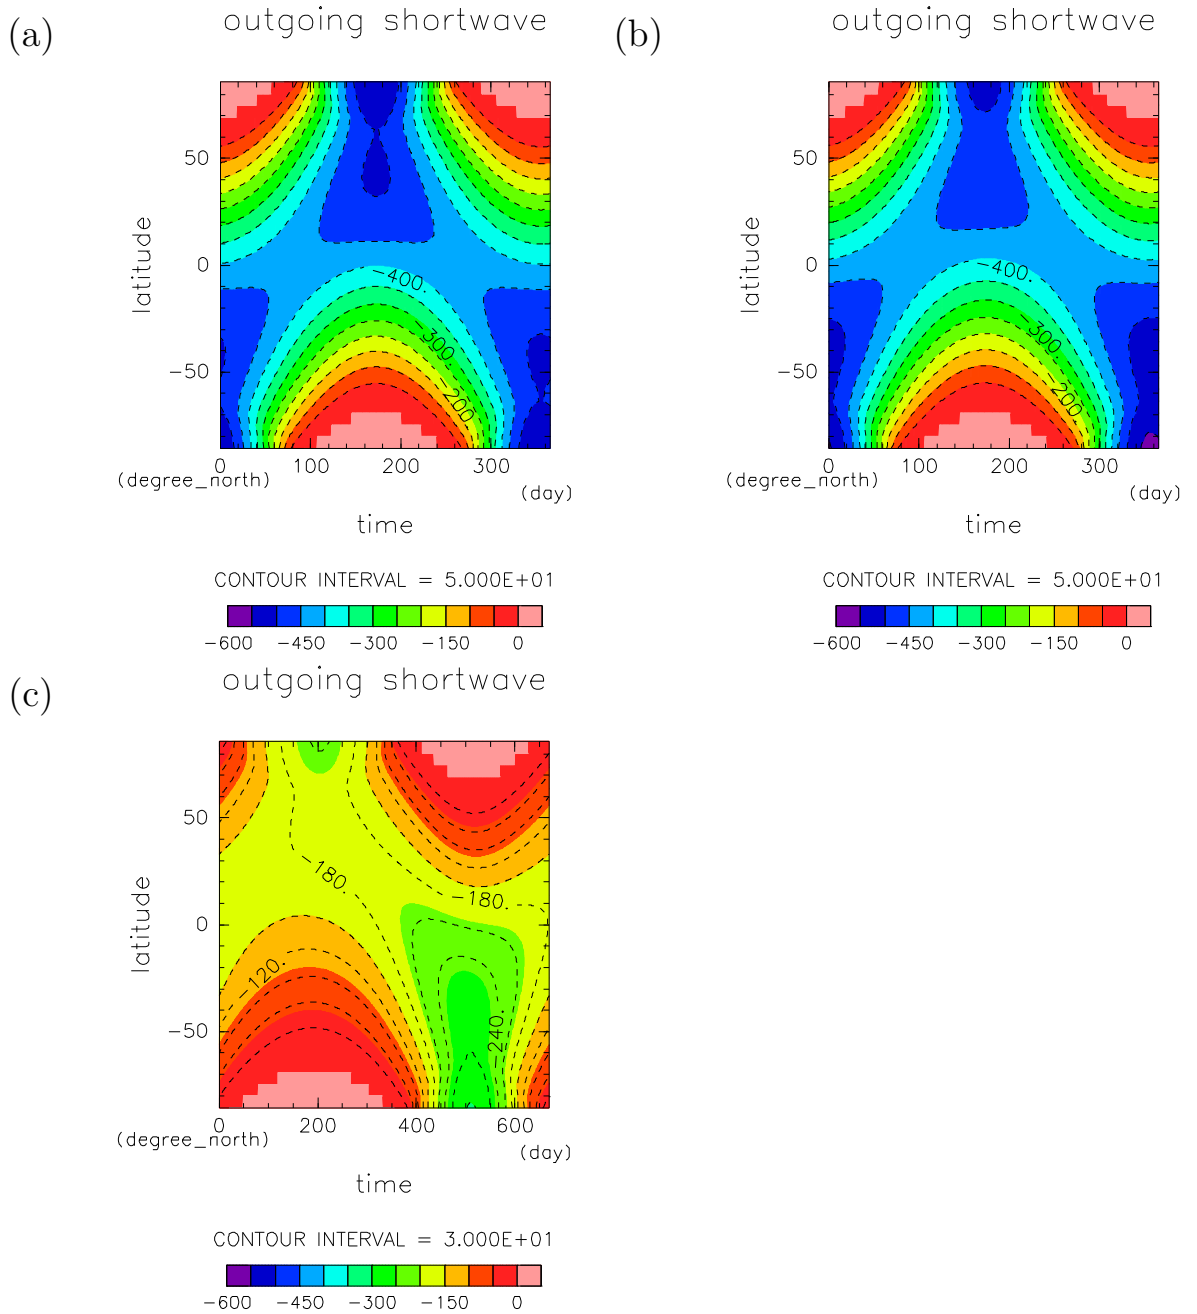 (a)
outgoing shortwave
latitude
50
0
−50
−400.
−300
−200
0 100 200 300
(degree_north)
(day)
time
CONTOUR INTERVAL = 5.000E+01
−600 −450 −300 −150 0
(b)
outgoing shortwave
latitude
50
0
−50
−400.
−300
−200
0 100 200 300
(degree_north)
(day)
time
CONTOUR INTERVAL = 5.000E+01
−600 −450 −300 −150 0
(c)
outgoing shortwave
latitude
50
0
−50
−180.
−180.
−120.
−240.
0 200 400 600
(degree_north)
(day)
time
CONTOUR INTERVAL = 3.000E+01
−600 −450 −300 −150 0